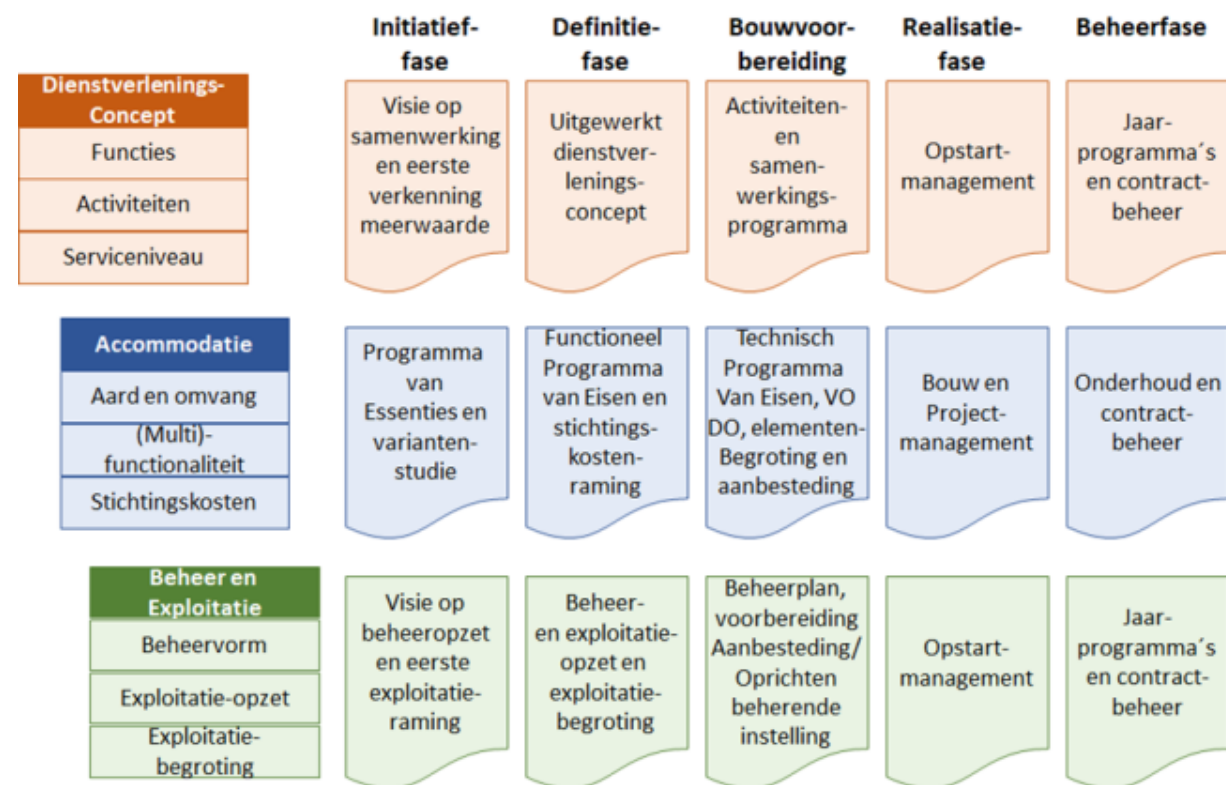 Initiatief-
fase
Definitie-
fase
Bouwvoor-
bereiding
Realisatie-
fase
Beheerfase
Dienstverlenings-
Concept
Functies
Activiteiten
Serviceniveau
Visie op
samenwerking
en eerste
verkenning
meerwaarde
Uitgewerkt
dienstver-
lenings-
concept
Activiteiten-
en
samen-
werkings-
programma
Opstart-
management
Jaar-
programma´s
en contract-
beheer
Accommodatie
Aard en omvang
(Multi)-
functionaliteit
Stichtingskosten
Programma
van
Essenties en
varianten-
studie
Functioneel
Programma
van Eisen en
stichtings-
kosten-
raming
Technisch
Programma
Van Eisen, VO
DO, elementen-
Begroting en
aanbesteding
Bouw en
Project-
management
Onderhoud en
contract-
beheer
Beheer en
Exploitatie
Beheervorm
Exploitatie-opzet
Exploitatie-
begroting
Visie op
beheeropzet
en eerste
exploitatie-
raming
Beheer-
en exploitatie-
opzet en
exploitatie-
begroting
Beheerplan,
voorbereiding
Aanbesteding/
Oprichten
beherende
instelling
Opstart-
management
Jaar-
programma´s
en contract-
beheer